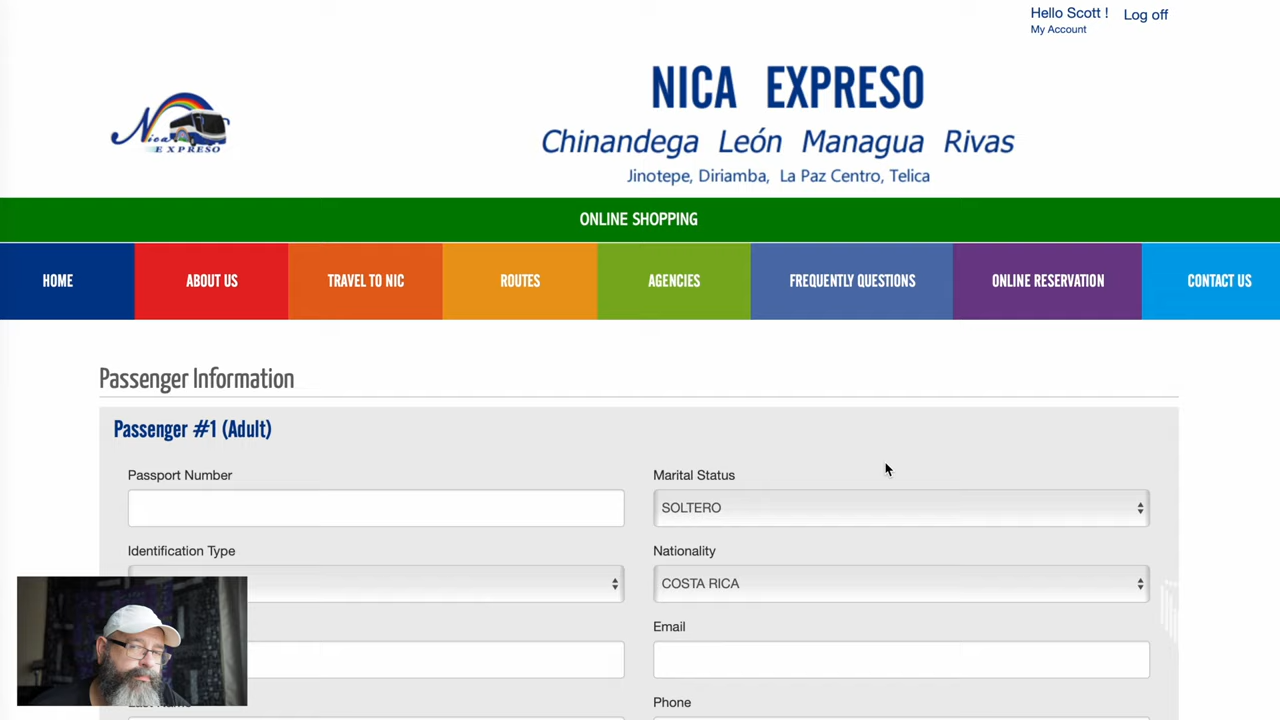 Hello Scott !
Log off
My Account
Nica
EXPRESO
NICA EXPRESO
Chinandega León Managua Rivas
Jinotepe, Diriamba, La Paz Centro, Telica
ONLINE SHOPPING
HOME
ABOUT US
TRAVEL TO NIC
ROUTES
AGENCIES
FREQUENTLY QUESTIONS
ONLINE RESERVATION
CONTACT US
Passenger Information
Passenger #1 (Adult)
Passport Number
Marital Status
SOLTERO
Identification Type
Nationality
COSTA RICA
Email
Phone